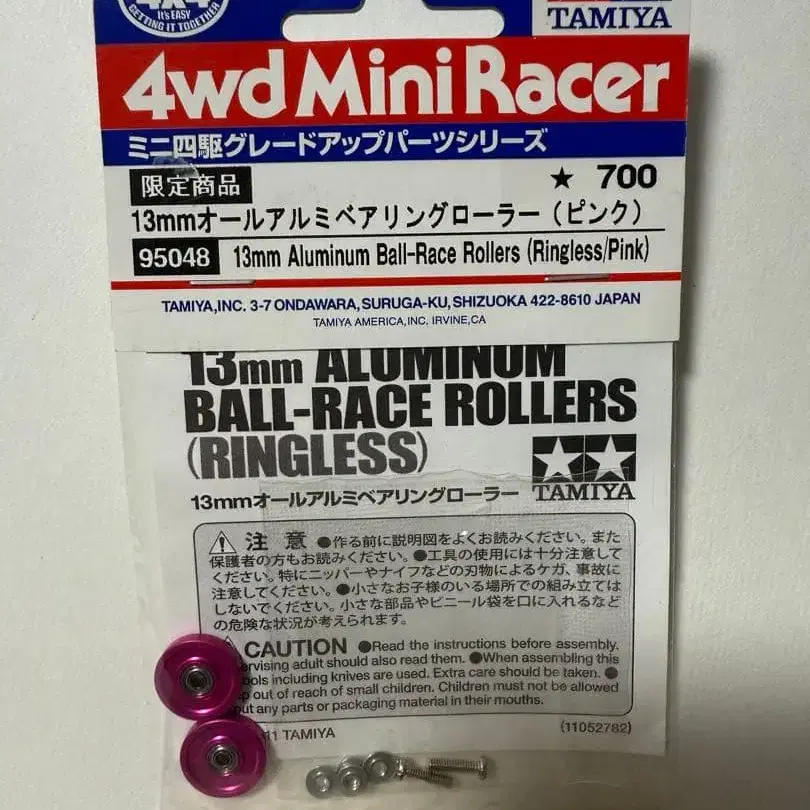 4X4
It's EASY
GETTING IT TOGETHER
TAMIYA
4wd Mini Racer
ミニ四駆グレードアップパーツシリーズ
限定商品
★ 700
13mmオールアルミベアリングローラー（ピンク）
95048 13mm Aluminum Ball-Race Rollers (Ringless/Pink)
TAMIYA,INC. 3-7 ONDAWARA,SURUGA-KU,SHIZUOKA 422-8610 JAPAN
TAMIYA AMERICA,INC. IRVINE,CA
13mm ALUMINUM
BALL-RACE ROLLERS
(RINGLESS)
13mmオールアルミベアリングローラー
TAMIYA
注意 ●作る前に説明図をよくお読みください。また
保護者の方もお読みください。●工具の使用には十分注意して
ください。特にニッパーやナイフなどの刃物によるケガ、事故に
注意してください。●小さなお子様のいる場所での組み立ては
しないでください。小さな部品やビニール袋を口に入れるなど
の危険な状況が考えられます。
CAUTION ●Read the instructions before assembly.
ervising adult should also read them. ●When assembling this
ols including knives are used. Extra care should be taken. ●
p out of reach of small children. Children must not be allowed
put any parts or packaging material in their mouths.
11 TAMIYA
(11052782)